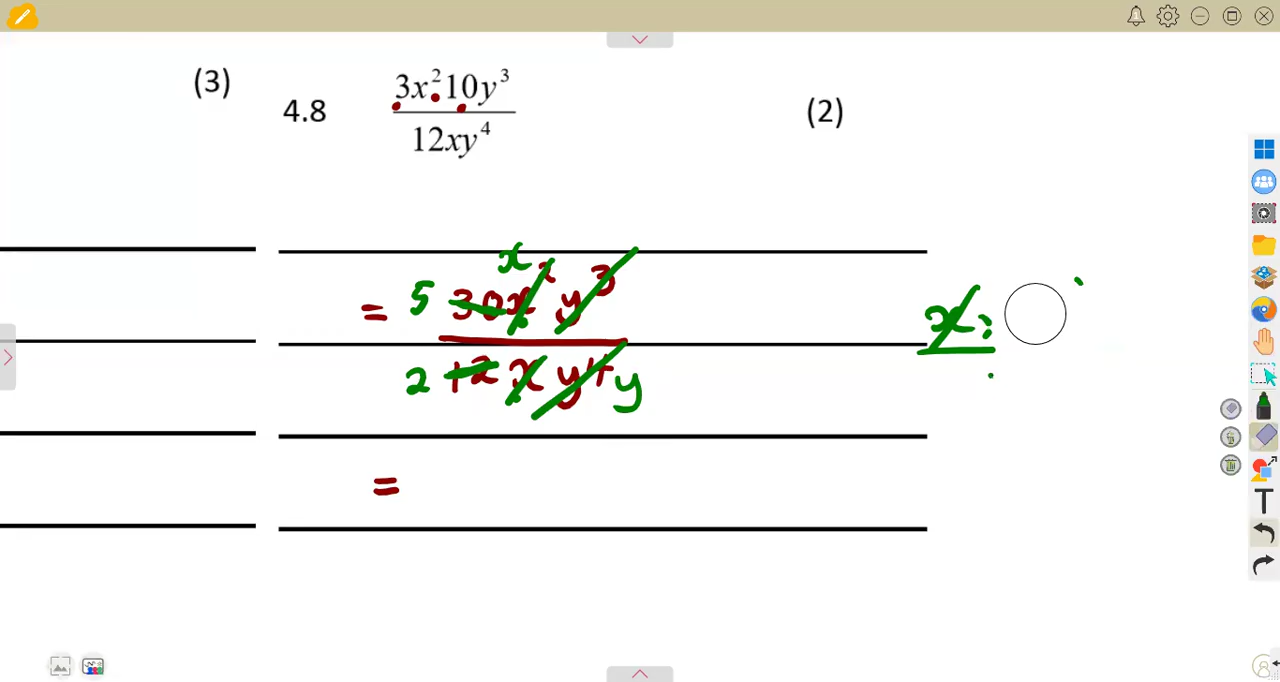 (3)
4.8 3x²10y³ / 12xy⁴ (2)
x
= 5 30x² y³
2 12 x y4 y
x
=
T